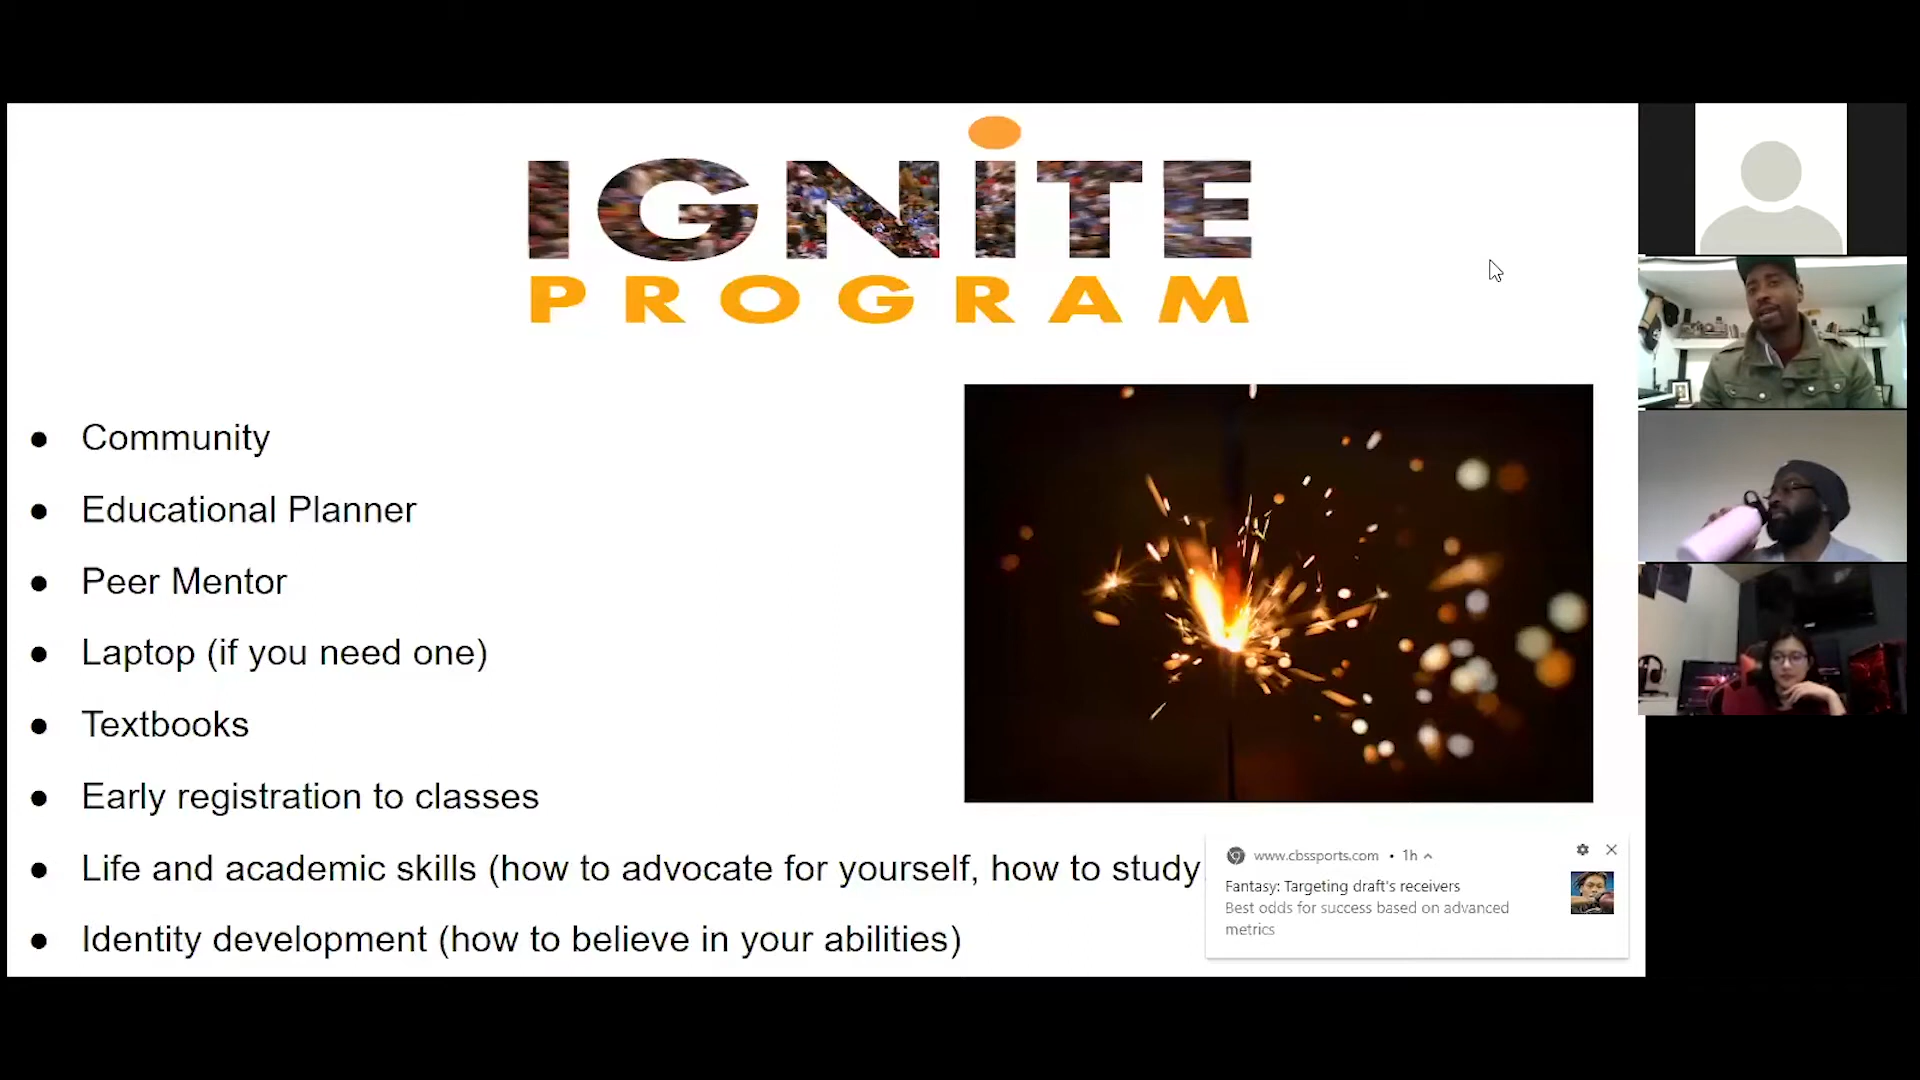 IGNiTE
PROGRAM
● Community
● Educational Planner
● Peer Mentor
● Laptop (if you need one)
● Textbooks
● Early registration to classes
● Life and academic skills (how to advocate for yourself, how to study
● Identity development (how to believe in your abilities)
www.cbssports.com • 1h
Fantasy: Targeting draft's receivers
Best odds for success based on advanced
metrics